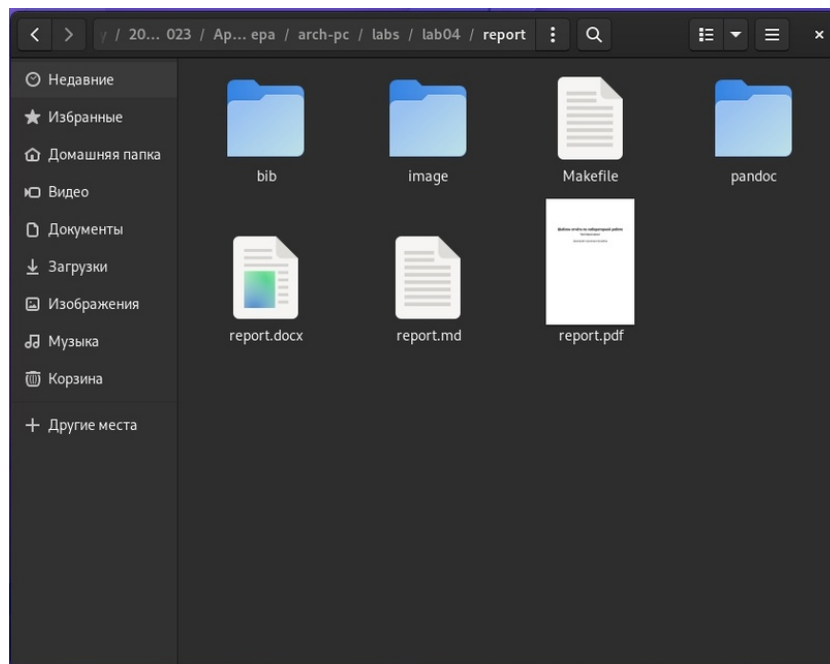 / 20... 023 / Ap... epa / arch-pc / labs / lab04 / report
Недавние
Избранные
Домашняя папка
Видео
Документы
Загрузки
Изображения
Музыка
Корзина
Другие места
bib
image
Makefile
pandoc
report.docx
report.md
report.pdf